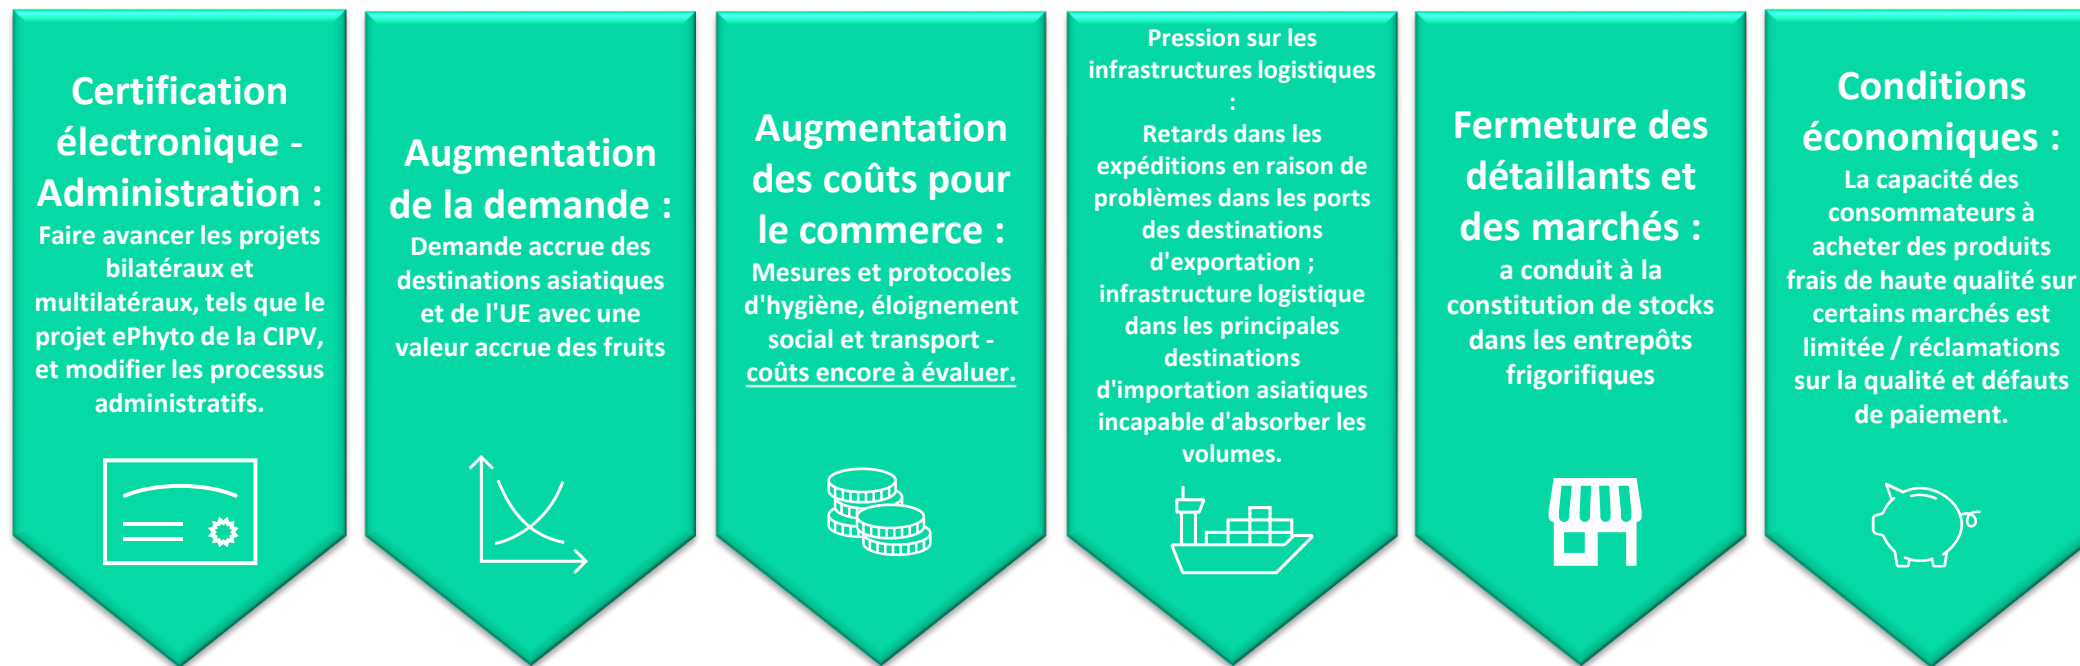 Certification
électronique -
Administration :
Faire avancer les projets
bilatéraux et
multilatéraux, tels que le
projet ePhyto de la CIPV,
et modifier les processus
administratifs.
Augmentation
de la demande :
Demande accrue des
destinations asiatiques
et de l'UE avec une
valeur accrue des fruits
Augmentation
des coûts pour
le commerce :
Mesures et protocoles
d'hygiène, éloignement
social et transport -
coûts encore à évaluer.
Pression sur les
infrastructures logistiques
:
Retards dans les
expéditions en raison de
problèmes dans les ports
des destinations
d'exportation ;
infrastructure logistique
dans les principales
destinations
d'importation asiatiques
incapable d'absorber les
volumes.
Fermeture des
détaillants et
des marchés :
a conduit à la
constitution de stocks
dans les entrepôts
frigorifiques
Conditions
économiques :
La capacité des
consommateurs à
acheter des produits
frais de haute qualité sur
certains marchés est
limitée / réclamations
sur la qualité et défauts
de paiement.